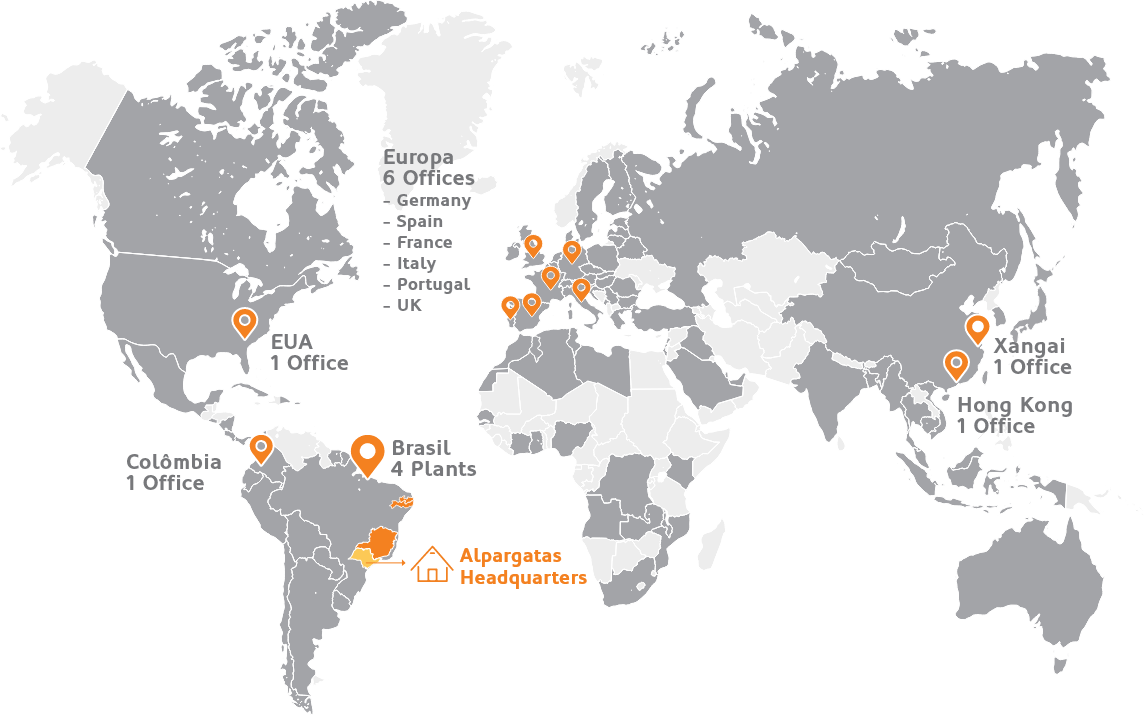 Europa
6 Offices
- Germany
- Spain
- France
- Italy
- Portugal
- UK
EUA
1 Office
Xangai
1 Office
Hong Kong
1 Office
Brasil
4 Plants
Colômbia
1 Office
Alpargatas
Headquarters